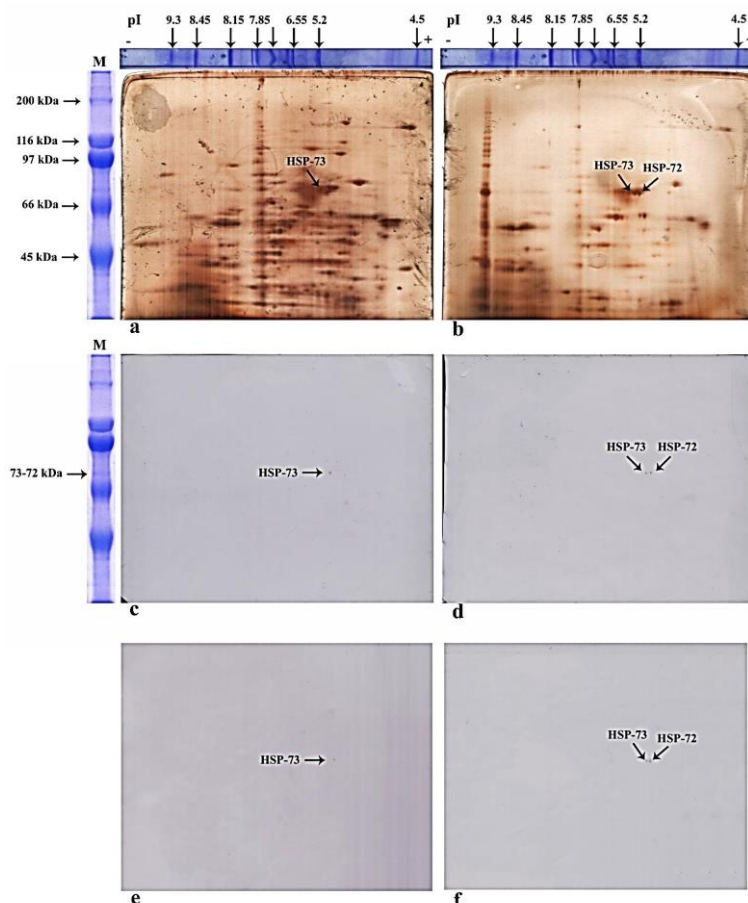 pI 9.3 8.45 8.15 7.85 6.55 5.2 4.5
- +
pI 9.3 8.45 8.15 7.85 6.55 5.2 4.5
- +
M
200 kDa
116 kDa
97 kDa
66 kDa
45 kDa
HSP-73
a
HSP-73 HSP-72
b
M
73-72 kDa
HSP-73
c
HSP-73 HSP-72
d
HSP-73
e
HSP-73 HSP-72
f